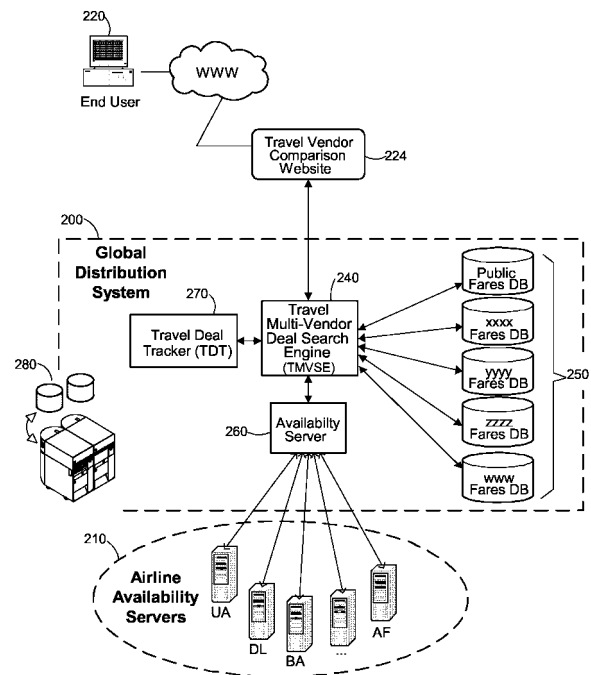 220
WWW
End User
Travel Vendor
Comparison
Website
224
200
Global
Distribution
System
270
Travel Deal
Tracker (TDT)
240
Travel
Multi-Vendor
Deal Search
Engine
(TMVSE)
Public
Fares DB
xxxx
Fares DB
yyyy
Fares DB
zzzz
Fares DB
www
Fares DB
250
280
260
Availabilty
Server
210
Airline
Availability
Servers
UA
DL
BA
...
AF